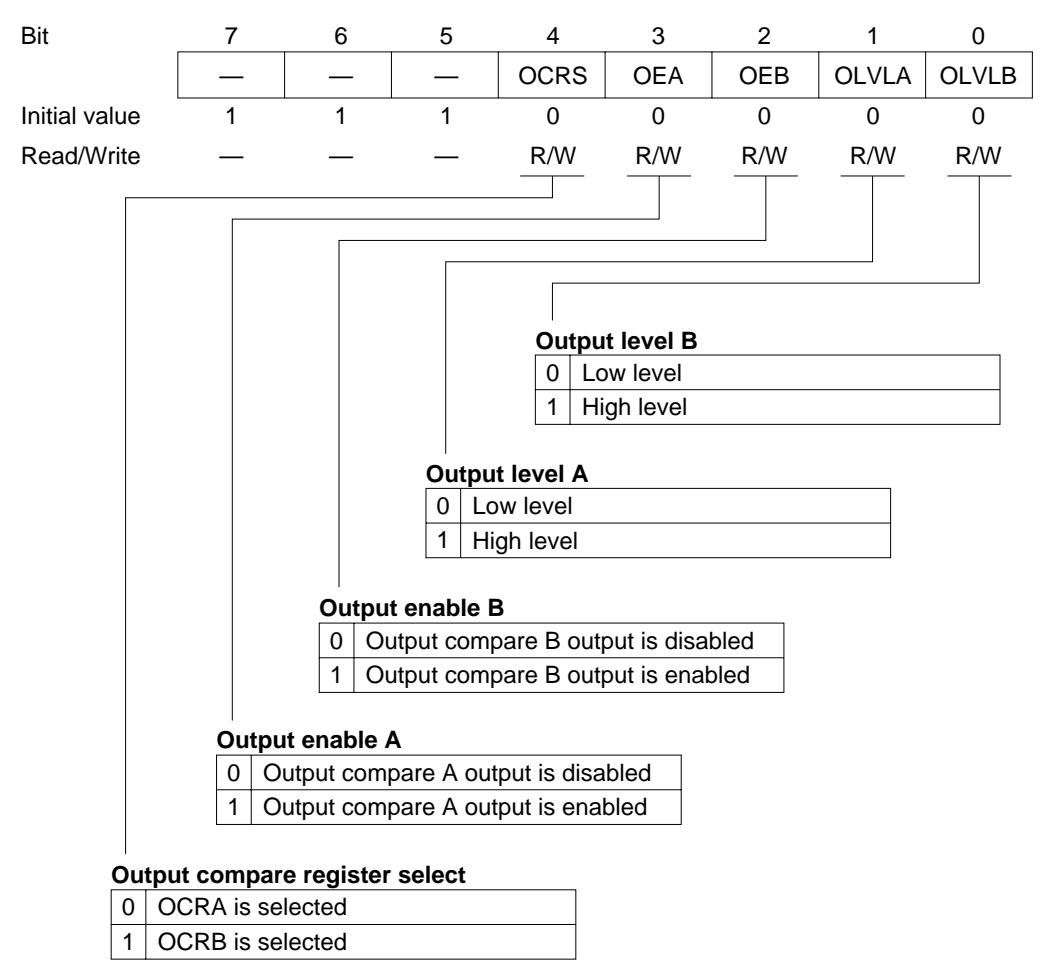 Bit 7 6 5 4 3 2 1 0
— — — OCRS OEA OEB OLVLA OLVLB
Initial value 1 1 1 0 0 0 0 0
Read/Write — — — R/W R/W R/W R/W R/W
Output level B
0 Low level
1 High level
Output level A
0 Low level
1 High level
Output enable B
0 Output compare B output is disabled
1 Output compare B output is enabled
Output enable A
0 Output compare A output is disabled
1 Output compare A output is enabled
Output compare register select
0 OCRA is selected
1 OCRB is selected